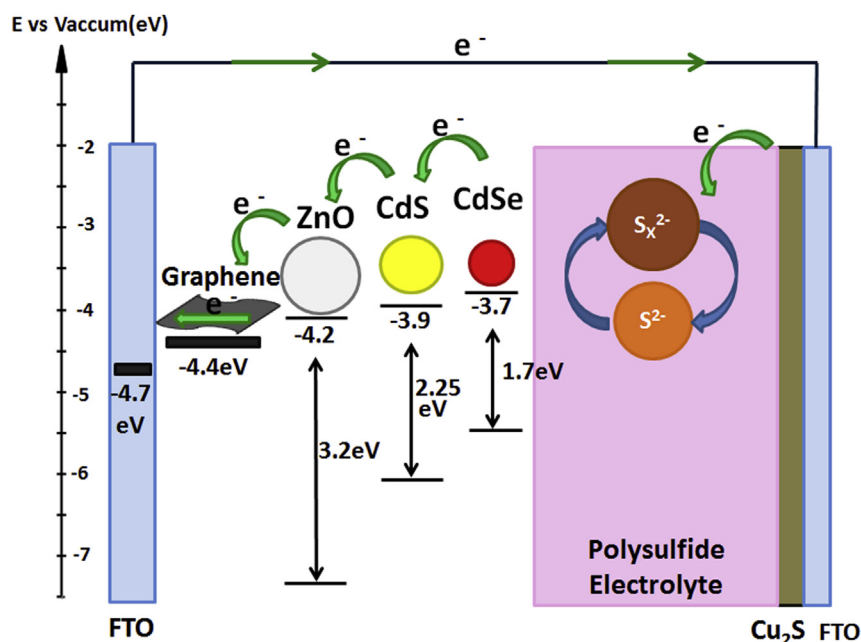 E vs Vaccum(eV)
e -
-2
-3
-4
-5
-6
-7
e -
e -
e -
e -
ZnO
CdS
CdSe
Graphene
e -
-4.2
-3.9
-3.7
-4.4eV
-4.7
eV
3.2eV
2.25
eV
1.7eV
Sₓ²⁻
S²⁻
Polysulfide
Electrolyte
FTO
Cu₂S
FTO